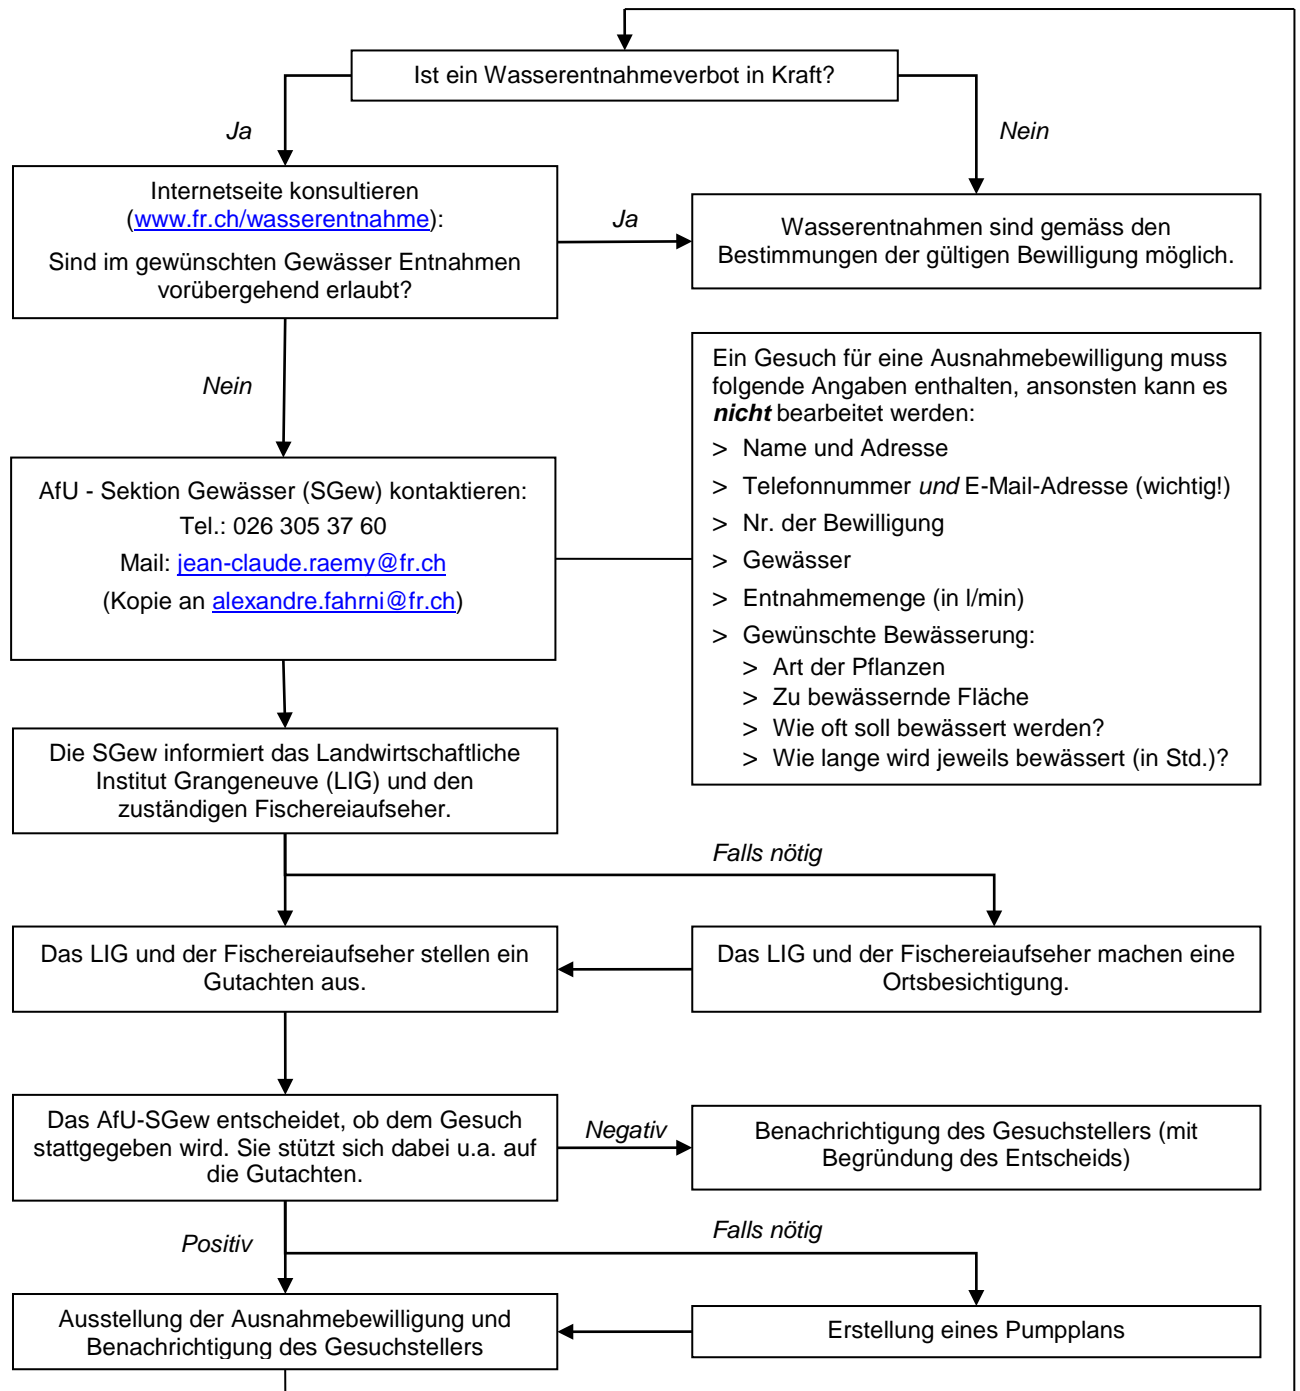 Ist ein Wasserentnahmeverbot in Kraft?
Ja
Nein
Internetseite konsultieren
(www.fr.ch/wasserentnahme):
Sind im gewünschten Gewässer Entnahmen
vorübergehend erlaubt?
Ja
Wasserentnahmen sind gemäss den
Bestimmungen der gültigen Bewilligung möglich.
Nein
Ein Gesuch für eine Ausnahmebewilligung muss
folgende Angaben enthalten, ansonsten kann es
nicht bearbeitet werden:
> Name und Adresse
> Telefonnummer und E-Mail-Adresse (wichtig!)
> Nr. der Bewilligung
> Gewässer
> Entnahmemenge (in l/min)
> Gewünschte Bewässerung:
> Art der Pflanzen
> Zu bewässernde Fläche
> Wie oft soll bewässert werden?
> Wie lange wird jeweils bewässert (in Std.)?
AfU - Sektion Gewässer (SGew) kontaktieren:
Tel.: 026 305 37 60
Mail: jean-claude.raemy@fr.ch
(Kopie an alexandre.fahrni@fr.ch)
Die SGew informiert das Landwirtschaftliche
Institut Grangeneuve (LIG) und den
zuständigen Fischereiaufseher.
Falls nötig
Das LIG und der Fischereiaufseher stellen ein
Gutachten aus.
Das LIG und der Fischereiaufseher machen eine
Ortsbesichtigung.
Das AfU-SGew entscheidet, ob dem Gesuch
stattgegeben wird. Sie stützt sich dabei u.a. auf
die Gutachten.
Negativ
Benachrichtigung des Gesuchstellers (mit
Begründung des Entscheids)
Positiv
Falls nötig
Ausstellung der Ausnahmebewilligung und
Benachrichtigung des Gesuchstellers
Erstellung eines Pumpplans